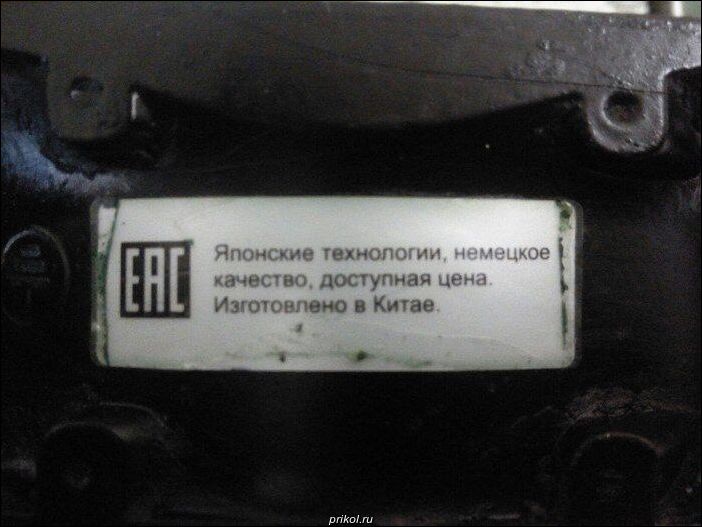 EAC
Японские технологии, немецкое
качество, доступная цена.
Изготовлено в Китае.
prikol.ru